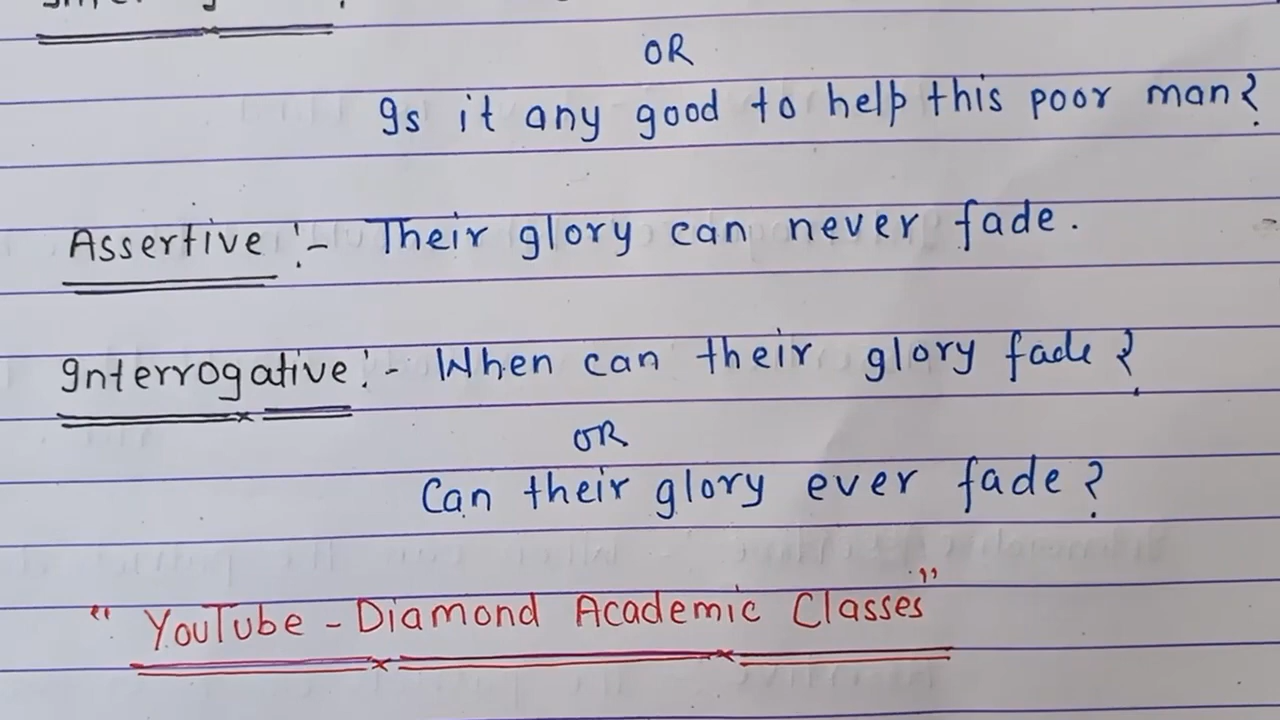 OR
Is it any good to help this poor man?
Assertive :- Their glory can never fade.
Interrogative :- When can their glory fade?
OR
Can their glory ever fade?
" YouTube - Diamond Academic Classes"